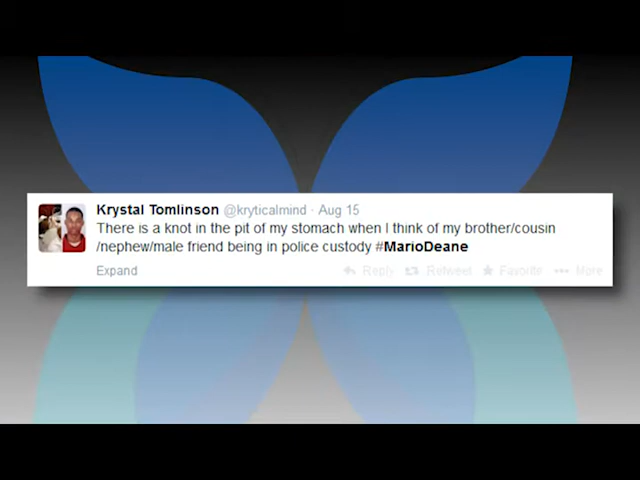 Krystal Tomlinson @kryticalmind · Aug 15
There is a knot in the pit of my stomach when I think of my brother/cousin
/nephew/male friend being in police custody #MarioDeane
Expand Reply Retweet Favorite More